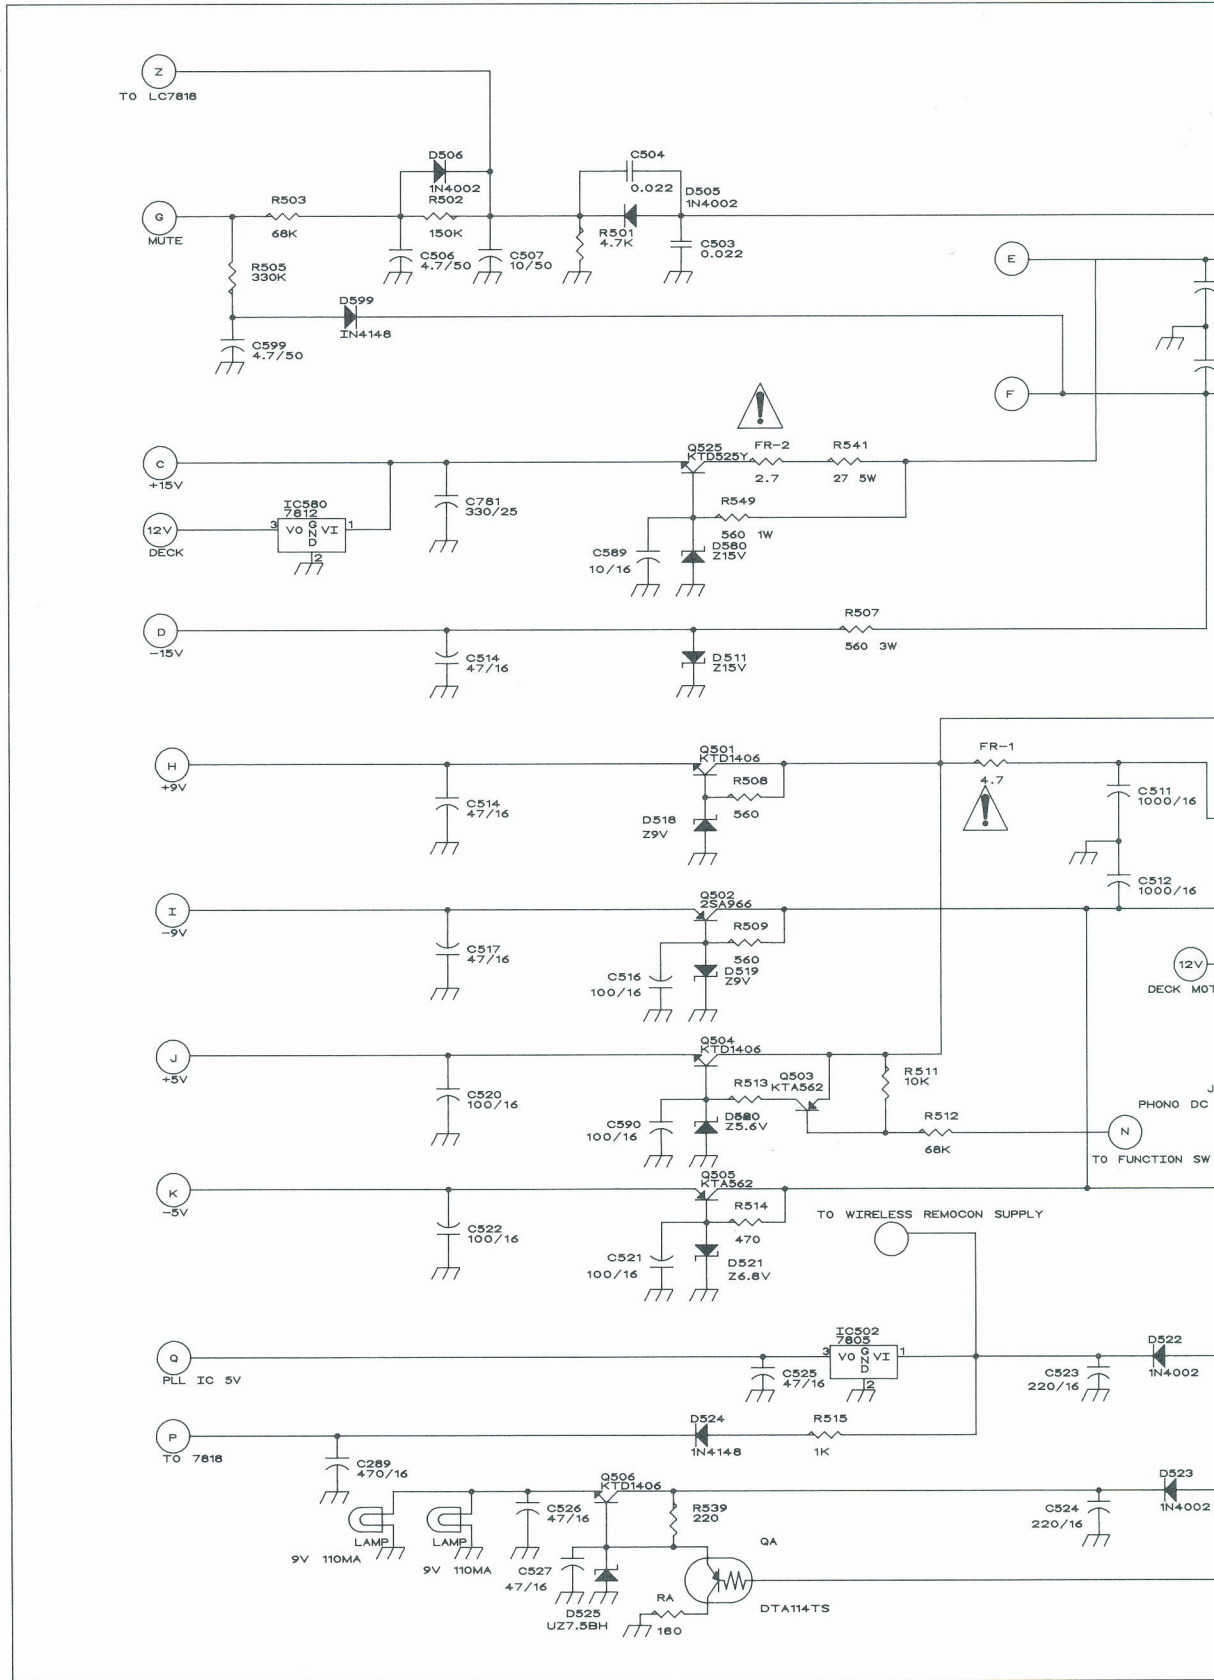 Z
TO LC7818
D506
1N4002
R502
150K
C504
0.022
D505
1N4002
G
MUTE
R503
68K
R501
4.7K
C503
0.022
C506
4.7/50
C507
10/50
E
R505
330K
D599
IN4148
C599
4.7/50
F
C
+15V
Q525
KTD525Y
FR-2
2.7
R541
27 5W
12V
DECK
IC580
7812
3 VO GND VI 1
2
C781
330/25
R549
560 1W
C589
10/16
D580
Z15V
D
-15V
C514
47/16
D511
Z15V
R507
560 3W
H
+9V
C514
47/16
Q501
KTD1406
R508
560
D518
Z9V
FR-1
4.7
C511
1000/16
C512
1000/16
I
-9V
C517
47/16
Q502
2SA966
R509
560
C516
100/16
D519
Z9V
12V
DECK MOT
J
+5V
C520
100/16
Q504
KTD1406
R513
Q503
KTA562
R511
10K
C590
100/16
Z5.6V
R512
68K
J
PHONO DC
N
TO FUNCTION SW
K
-5V
C522
100/16
Q505
KTA562
R514
470
C521
100/16
D521
Z6.8V
TO WIRELESS REMOCON SUPPLY
Q
PLL IC 5V
C525
47/16
IC502
7805
3 VO GND VI 1
2
C523
220/16
D522
1N4002
P
TO 7818
C289
470/16
D524
1N4148
R515
1K
LAMP
9V 110MA
LAMP
9V 110MA
C526
47/16
Q506
KTD1406
R539
220
C524
220/16
D523
1N4002
C527
47/16
D525
UZ7.5BH
RA
180
QA
DTA114TS